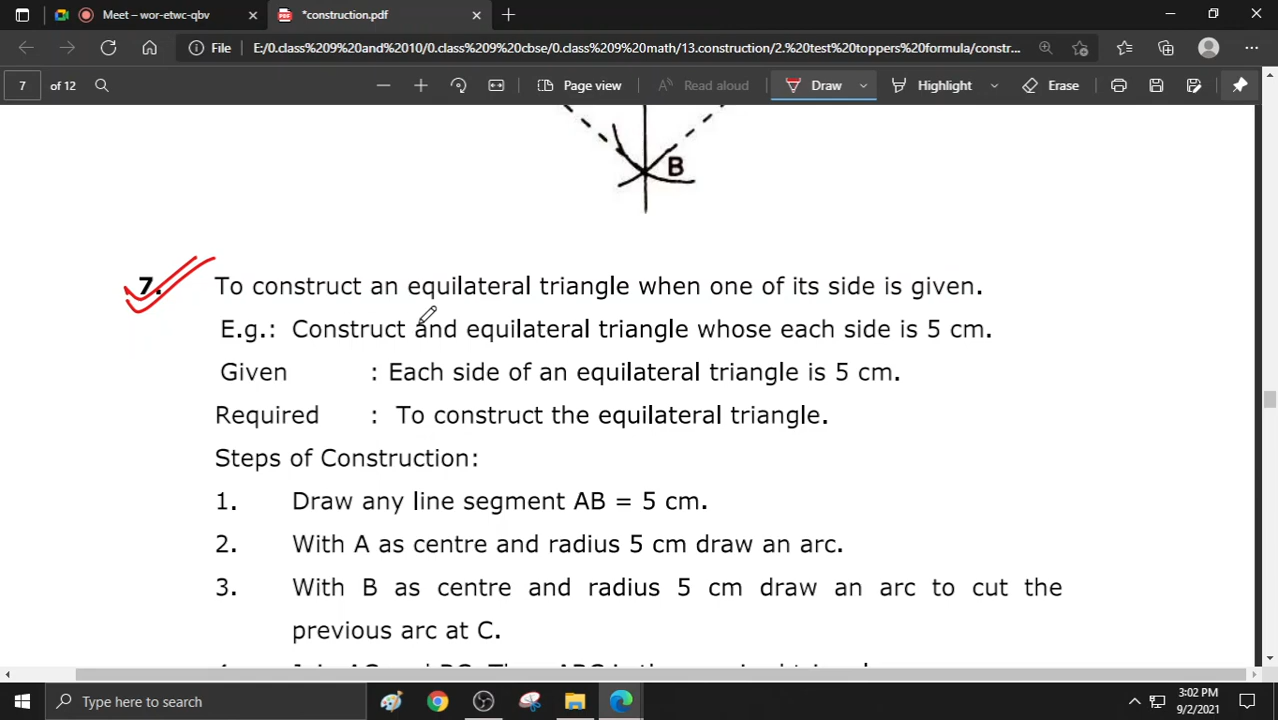 Meet – wor-etwc-qbv
*construction.pdf
File
E:/0.class%209%20and%2010/0.class%209%20cbse/0.class%209%20math/13.construction/2.%20test%20toppers%20formula/constr...
7 of 12
Page view
Read aloud
Draw
Highlight
Erase
B
7. To construct an equilateral triangle when one of its side is given.
E.g.: Construct and equilateral triangle whose each side is 5 cm.
Given : Each side of an equilateral triangle is 5 cm.
Required : To construct the equilateral triangle.
Steps of Construction:
1. Draw any line segment AB = 5 cm.
2. With A as centre and radius 5 cm draw an arc.
3. With B as centre and radius 5 cm draw an arc to cut the
previous arc at C.
Type here to search
3:02 PM
9/2/2021